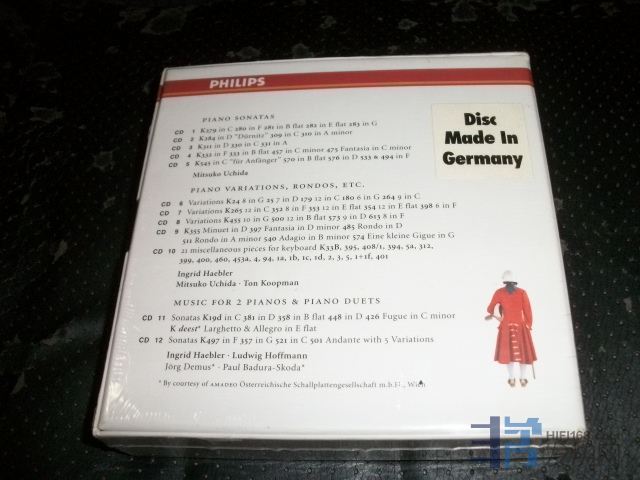 PHILIPS
PIANO SONATAS
CD 1 K279 in C 280 in F 281 in B flat 282 in E flat 283 in G
CD 2 K284 in D "Dürnitz" 309 in C 310 in A minor
CD 3 K311 in D 330 in C 331 in A
CD 4 K332 in F 333 in B flat 457 in C minor 475 Fantasia in C minor
CD 5 K545 in C "für Anfänger" 570 in B flat 576 in D 533 & 494 in F
Mitsuko Uchida
Disc
Made In
Germany
PIANO VARIATIONS, RONDOS, ETC.
CD 6 Variations K24 8 in G 25 7 in D 179 12 in C 180 6 in G 264 9 in C
CD 7 Variations K265 12 in C 352 8 in F 353 12 in E flat 354 12 in E flat 398 6 in F
CD 8 Variations K455 10 in G 500 12 in B flat 573 9 in D 613 8 in F
CD 9 K355 Minuet in D 397 Fantasia in D minor 485 Rondo in D
511 Rondo in A minor 540 Adagio in B minor 574 Eine kleine Gigue in G
CD 10 21 miscellaneous pieces for keyboard K33B, 395, 408/1, 394, 5a, 312,
399, 400, 460, 453a, 4, 94, 1a, 1b, 1c, 1d, 2, 3, 5, 1+1f, 401
Ingrid Haebler
Mitsuko Uchida · Ton Koopman
MUSIC FOR 2 PIANOS & PIANO DUETS
CD 11 Sonatas K19d in C 381 in D 358 in B flat 448 in D 426 Fugue in C minor
K deest* Larghetto & Allegro in E flat
CD 12 Sonatas K497 in F 357 in G 521 in C 501 Andante with 5 Variations
Ingrid Haebler · Ludwig Hoffmann
Jörg Demus* · Paul Badura-Skoda*
* By courtesy of AMADEO Österreichische Schallplattengesellschaft m.b.H., Wien
HIFI168